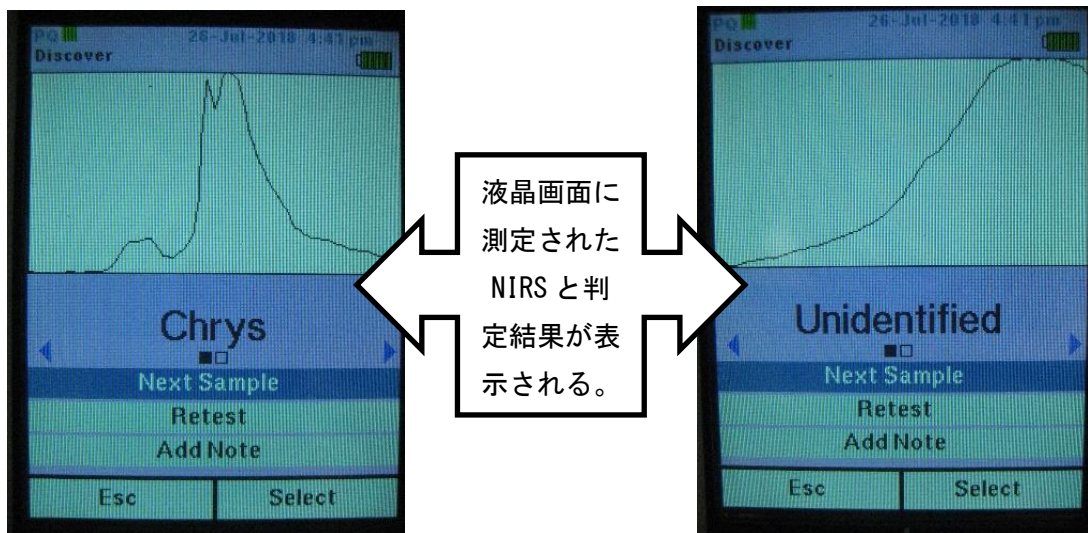 PQ 26-Jul-2018 4:41 pm
Discover
Chrys
Next Sample
Retest
Add Note
Esc Select
液晶画面に
測定された
NIRS と判
定結果が表
示される。
PQ 26-Jul-2018 4:41 pm
Discover
Unidentified
Next Sample
Retest
Add Note
Esc Select